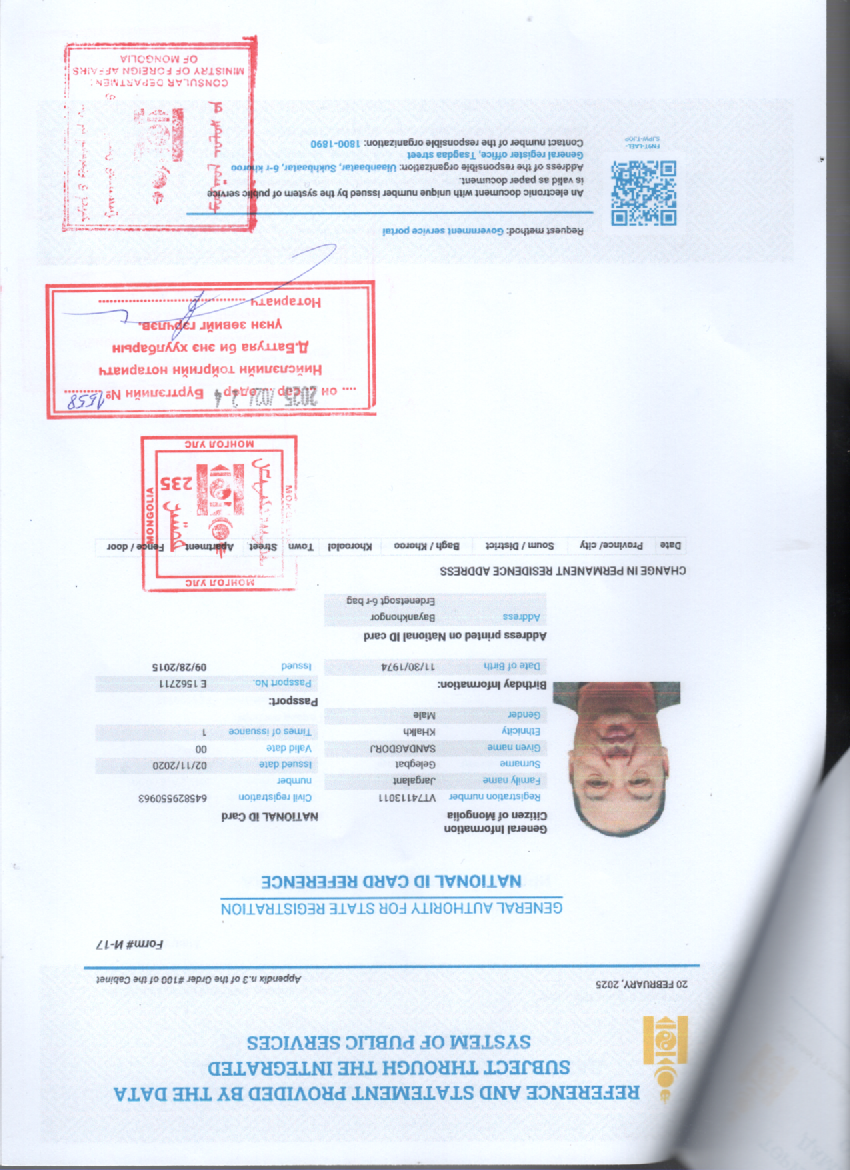 REFERENCE AND STATEMENT PROVIDED BY THE DATA
SUBJECT THROUGH THE INTEGRATED
SYSTEM OF PUBLIC SERVICES
20 FEBRUARY, 2025
Appendix n.3 of the Order #100 of the Cabinet
Form# И-17
GENERAL AUTHORITY FOR STATE REGISTRATION
NATIONAL ID CARD REFERENCE
General Information
Citizen of Mongolia
Registration number VT74113011
Family name Jargalant
Surname Gelegbat
Given name SANDAGDORJ
Ethnicity KHalkh
Gender Male
NATIONAL ID Card
Civil registration number 645829550963
Issued date 02/11/2020
Valid date 00
Times of issuance 1
Birthday Information:
Date of Birth 11/30/1974
Passport:
Passport No. E 1562711
Issued 09/28/2015
Address printed on National ID card
Address Bayankhongor
Erdenetsogt 6-r bag
CHANGE IN PERMANENT RESIDENCE ADDRESS
Date Province/ city Soum / District Bagh / Khoroo Khoroolol Town Street Apartment Fence / door
МОНГОЛ УЛС
MONGOLIA
235
МОНГОЛ УЛС
2025 /02/ 24
он сар өдөр Бүртгэлийн № 1558
Нийслэлийн тойргийн нотариатч
Д.Баттуяа би энэ хуулбарын
үнэн зөвийг гэрчлэв.
Нотариатч
Request method: Government service portal
An electronic document with unique number issued by the system of public service
is valid as paper document.
Address of the responsible organization: Ulaanbaatar, Sukhbaatar, 6-r khoroo
General register office, Tsagdaa street
Contact number of the responsible organization: 1800-1890
CONSULAR DEPARTMENT
MINISTRY OF FOREIGN AFFAIRS
OF MONGOLIA